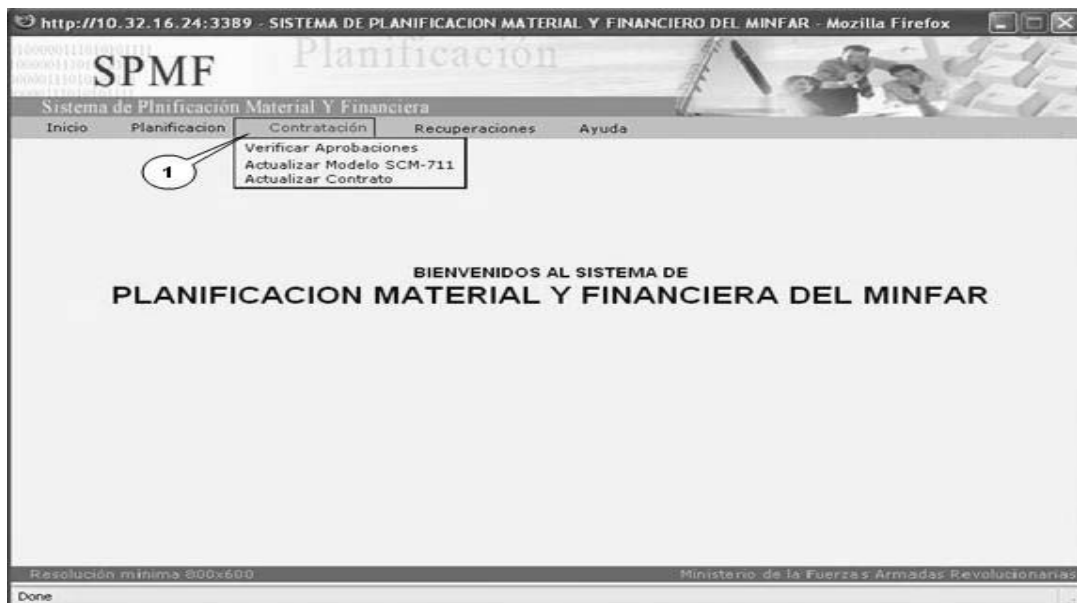 http://10.32.16.24:3389 - SISTEMA DE PLANIFICACION MATERIAL Y FINANCIERO DEL MINFAR - Mozilla Firefox
Planificación
SPMF
Sistema de Plnificación Material Y Financiera
Inicio Planificacion Contratación Recuperaciones Ayuda
Verificar Aprobaciones
Actualizar Modelo SCM-711
Actualizar Contrato
1
BIENVENIDOS AL SISTEMA DE
PLANIFICACION MATERIAL Y FINANCIERA DEL MINFAR
Resolución minima 800x600 Ministerio de la Fuerzas Armadas Revolucionarias
Done